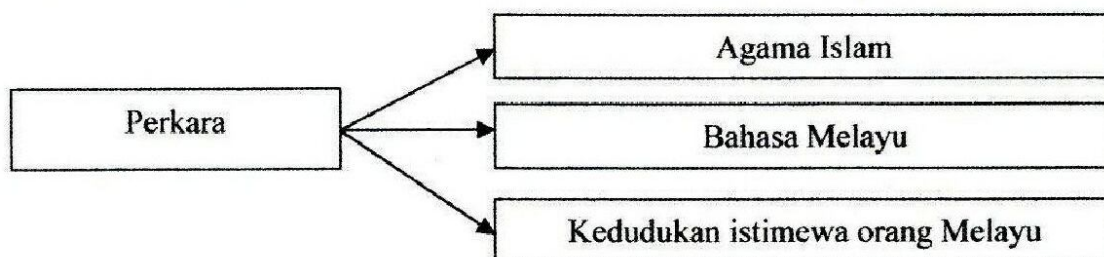 Perkara
Agama Islam
Bahasa Melayu
Kedudukan istimewa orang Melayu